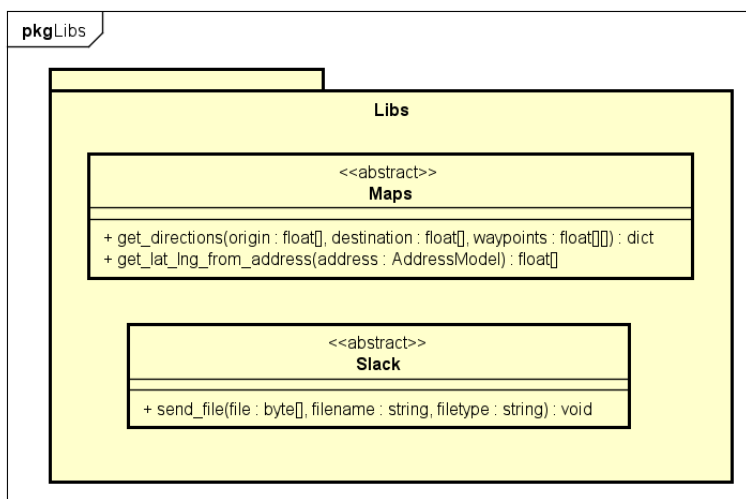 pkgLibs
Libs
<<abstract>>
Maps
+ get_directions(origin : float[], destination : float[], waypoints : float[][]) : dict
+ get_lat_lng_from_address(address : AddressModel) : float[]
<<abstract>>
Slack
+ send_file(file : byte[], filename : string, filetype : string) : void